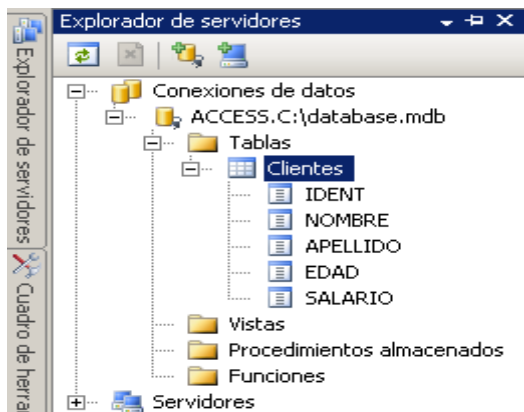 Explorador de servidores
Conexiones de datos
ACCESS.C:\database.mdb
Tablas
Clientes
IDENT
NOMBRE
APELLIDO
EDAD
SALARIO
Vistas
Procedimientos almacenados
Funciones
Servidores
Explorador de servidores
Cuadro de herra